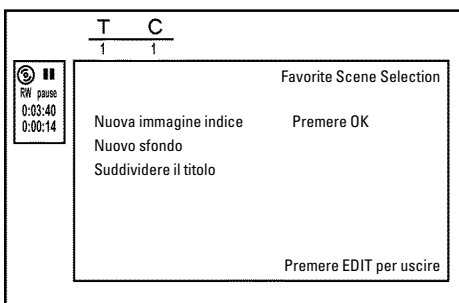 T C
1 1
RW pause
0:03:40
0:00:14
Favorite Scene Selection
Nuova immagine indice Premere OK
Nuovo sfondo
Suddividere il titolo
Premere EDIT per uscire